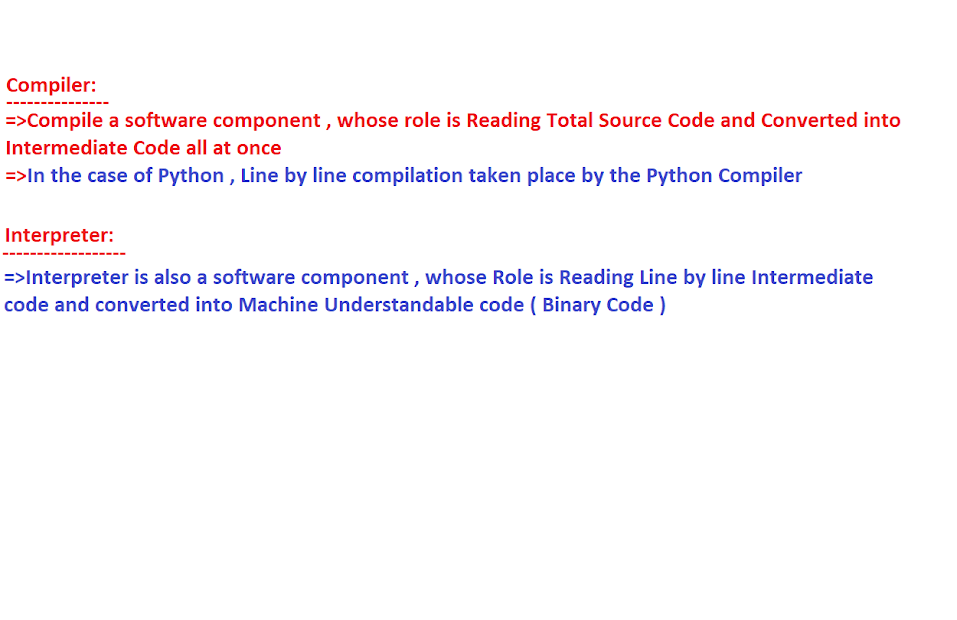 Compiler:
---------------
=>Compile a software component , whose role is Reading Total Source Code and Converted into
Intermediate Code all at once
=>In the case of Python , Line by line compilation taken place by the Python Compiler
Interpreter:
------------------
=>Interpreter is also a software component , whose Role is Reading Line by line Intermediate
code and converted into Machine Understandable code ( Binary Code )